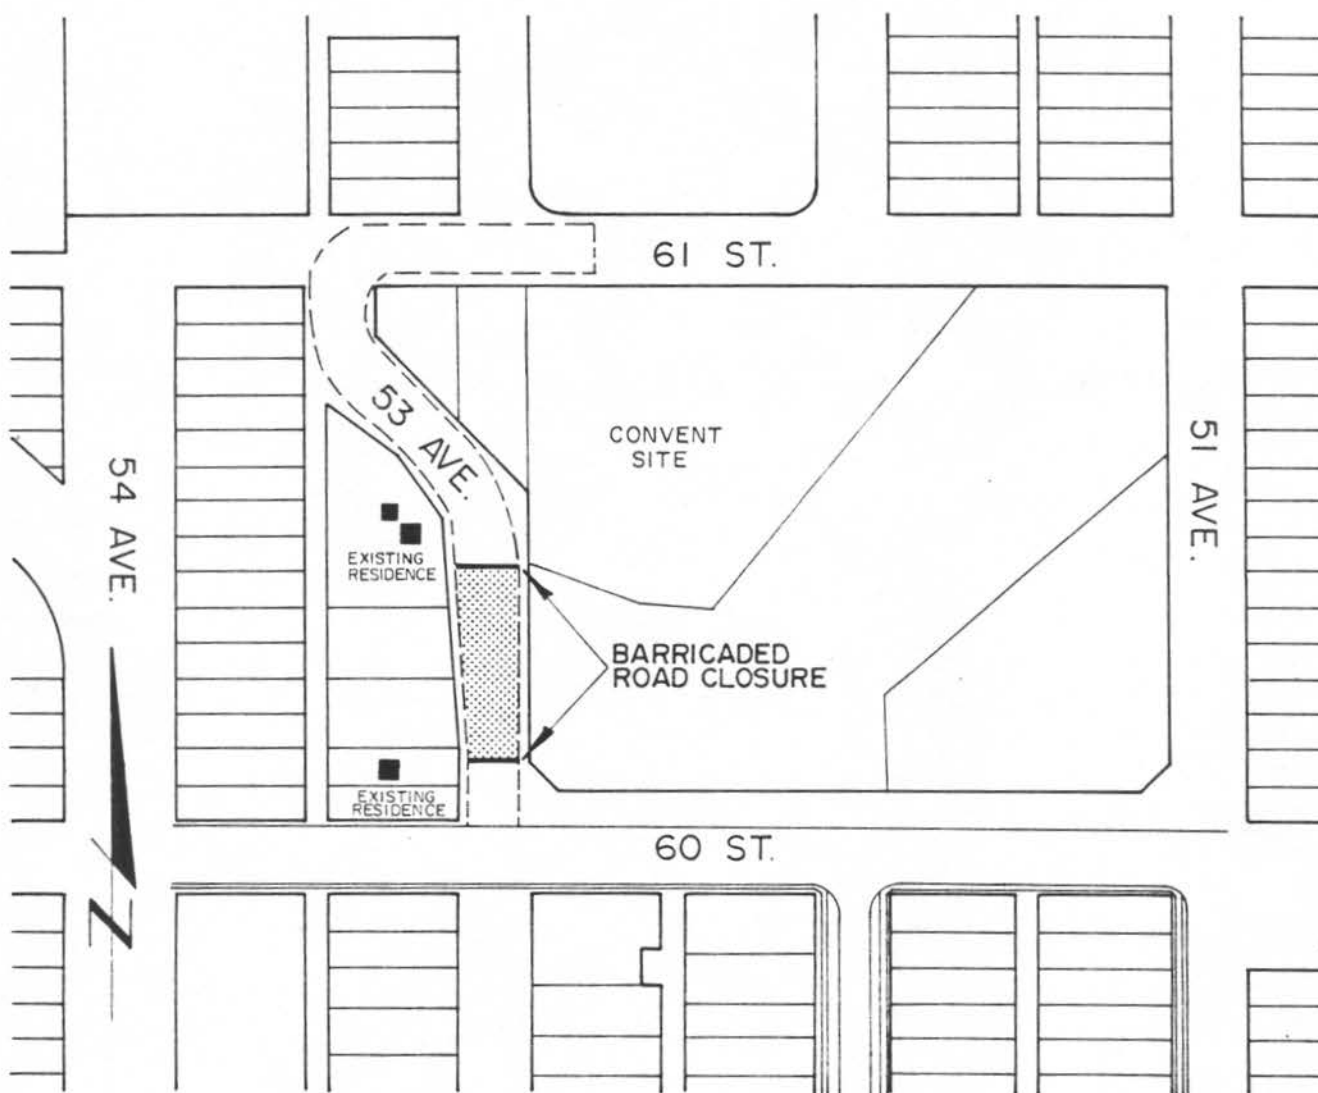 61 ST.
53 AVE.
CONVENT
SITE
51 AVE.
54 AVE.
EXISTING
RESIDENCE
BARRICADED
ROAD CLOSURE
EXISTING
RESIDENCE
60 ST.
N